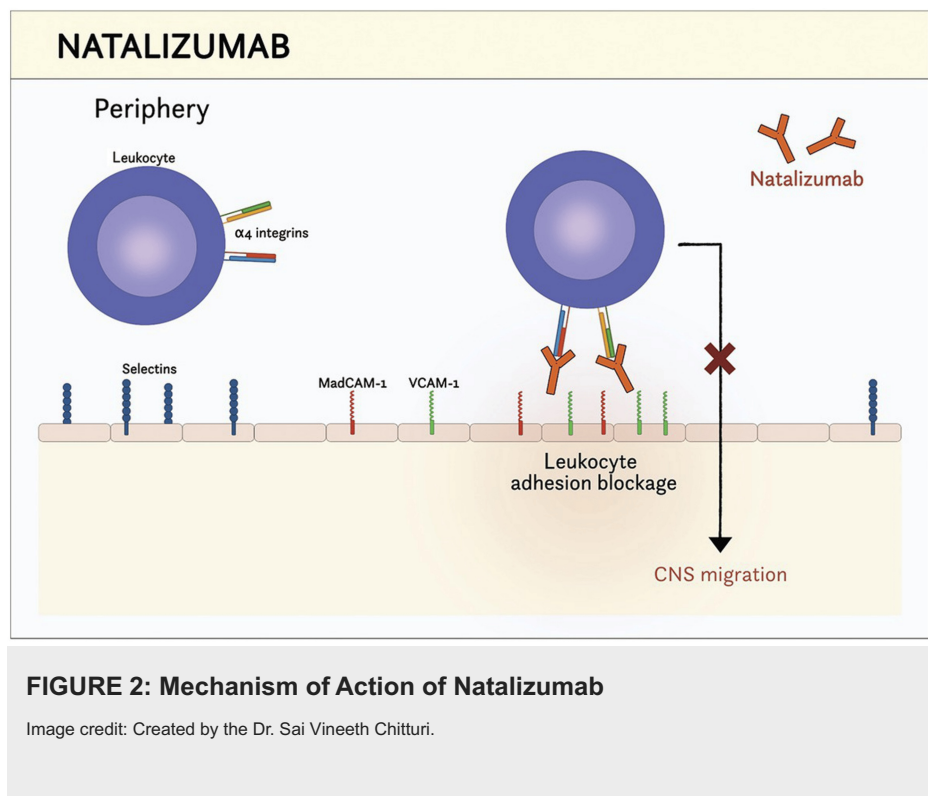 NATALIZUMAB
Periphery
Leukocyte
α4 integrins
Natalizumab
Selectins
MadCAM-1
VCAM-1
Leukocyte
adhesion blockage
CNS migration
FIGURE 2: Mechanism of Action of Natalizumab
Image credit: Created by the Dr. Sai Vineeth Chitturi.